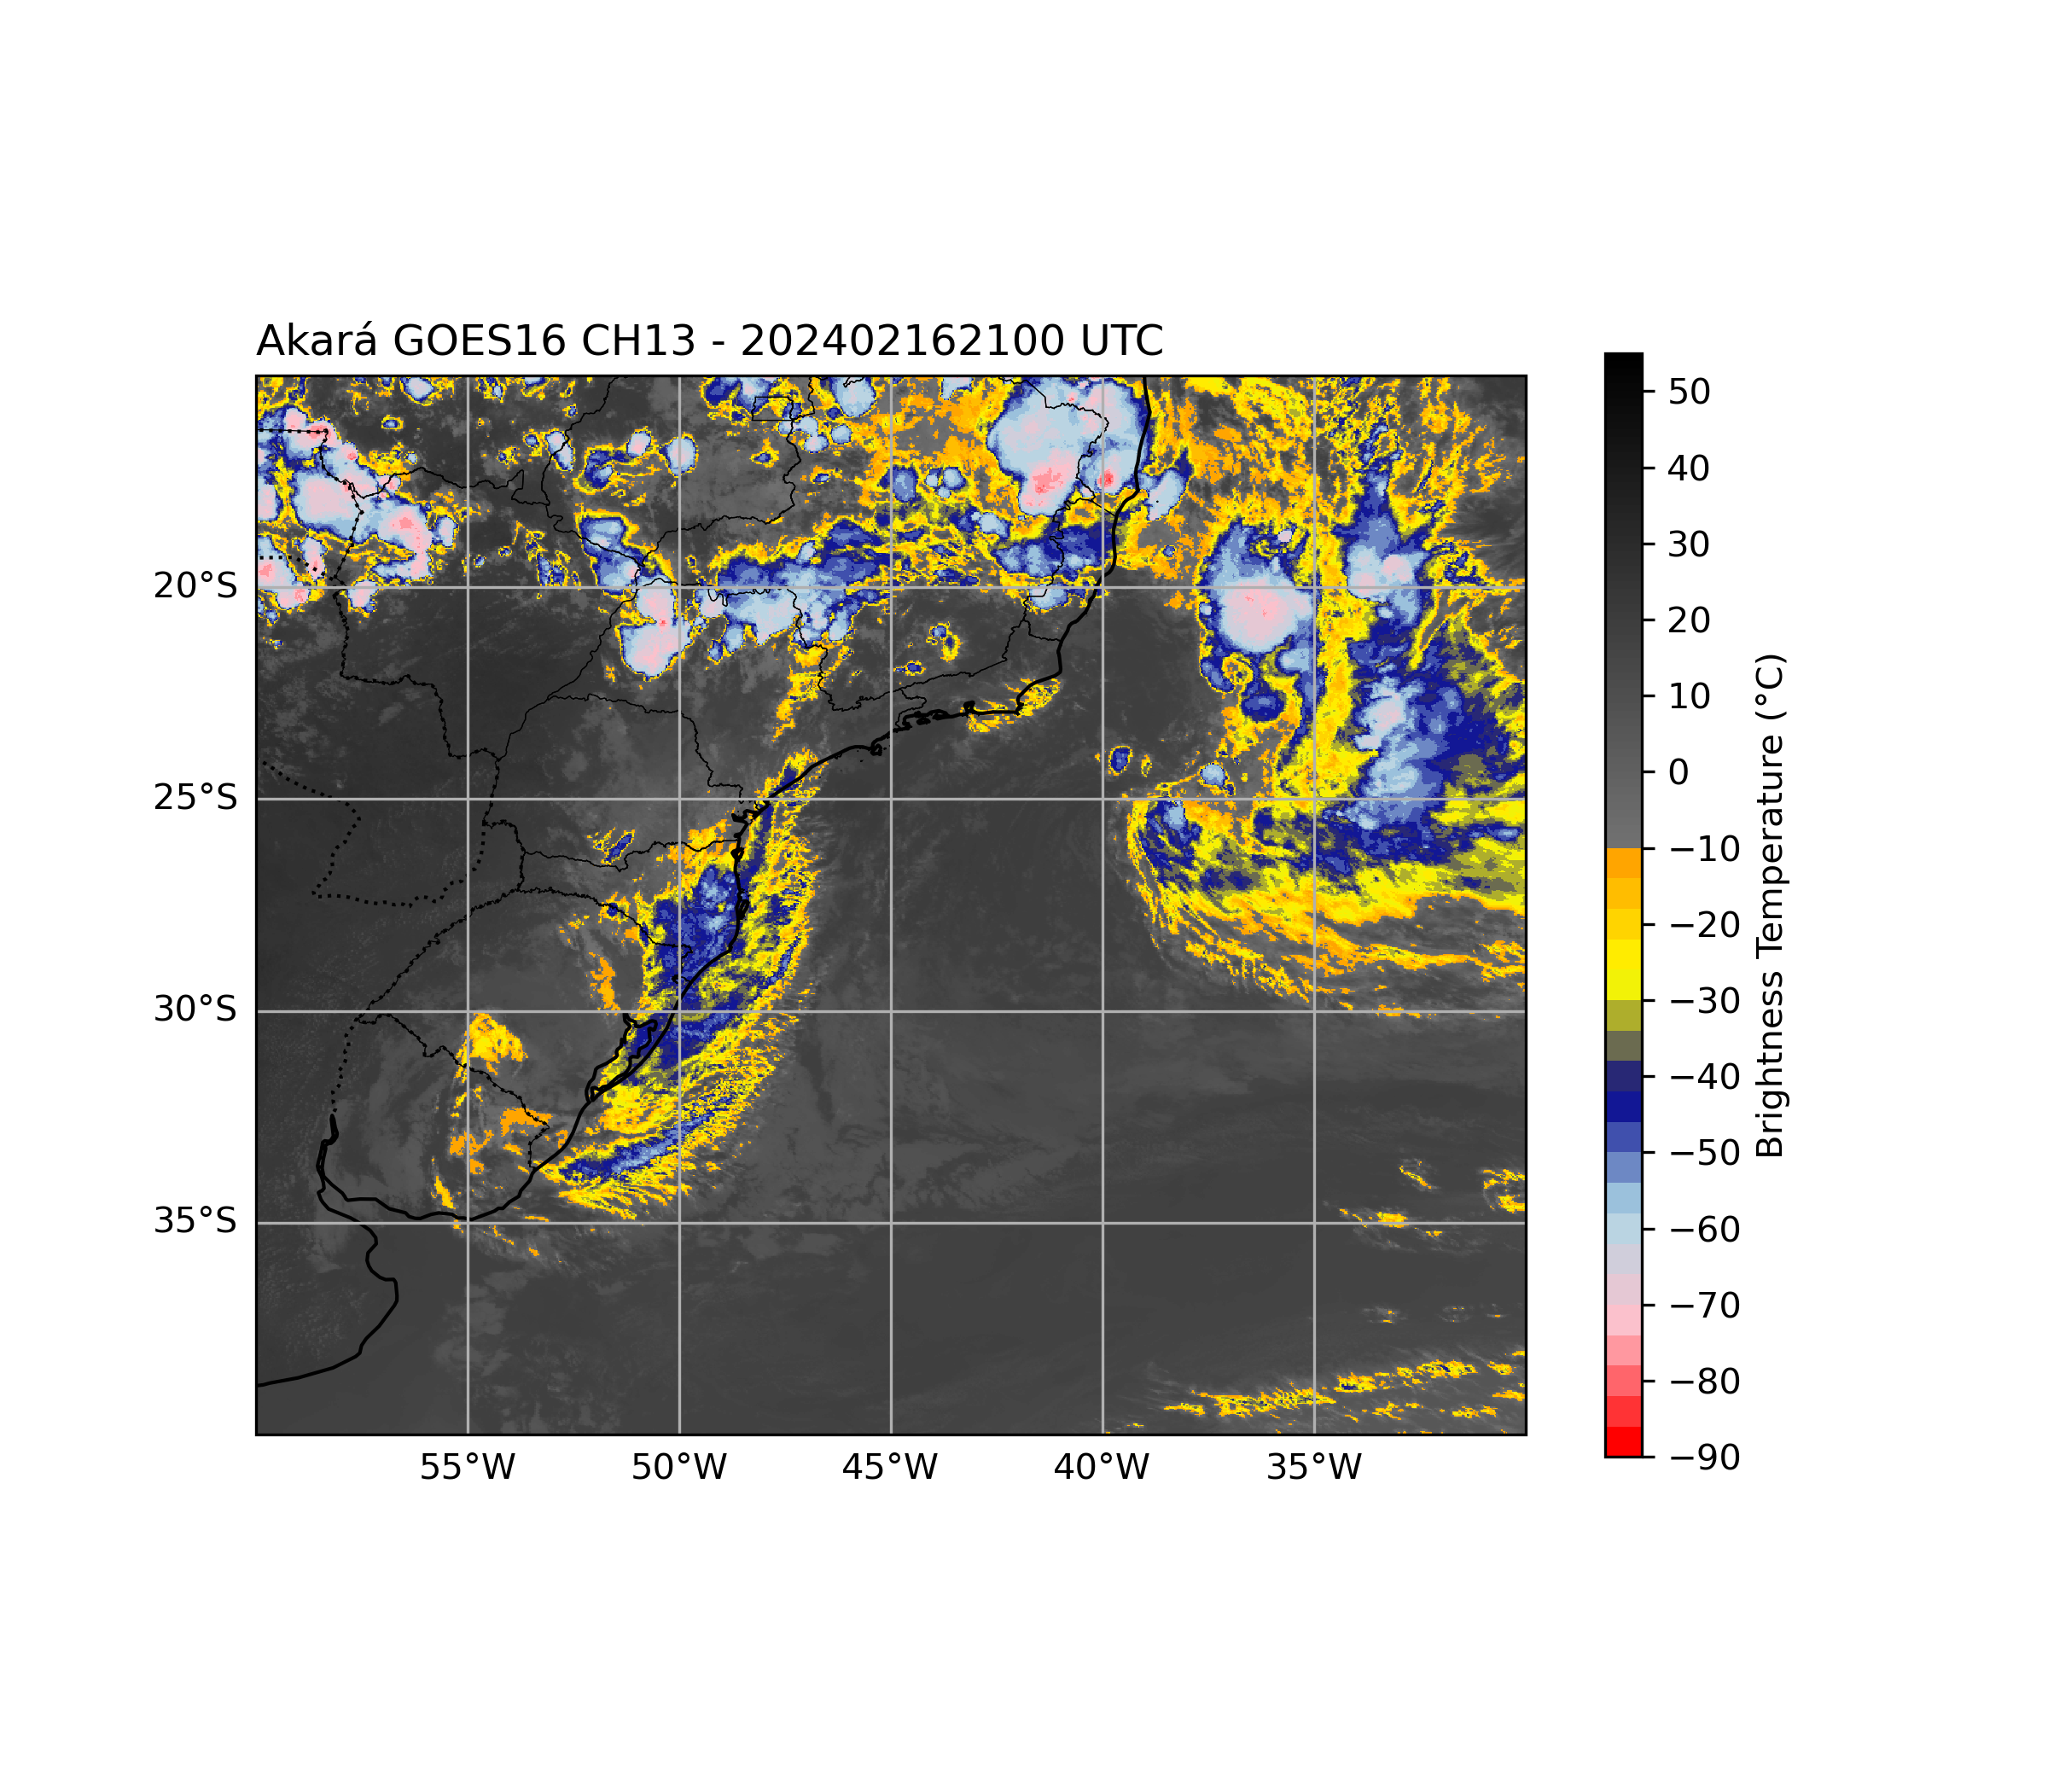 Akará GOES16 CH13 - 202402162100 UTC
20°S
25°S
30°S
35°S
55°W
50°W
45°W
40°W
35°W
50
40
30
20
10
0
−10
−20
−30
−40
−50
−60
−70
−80
−90
Brightness Temperature (°C)